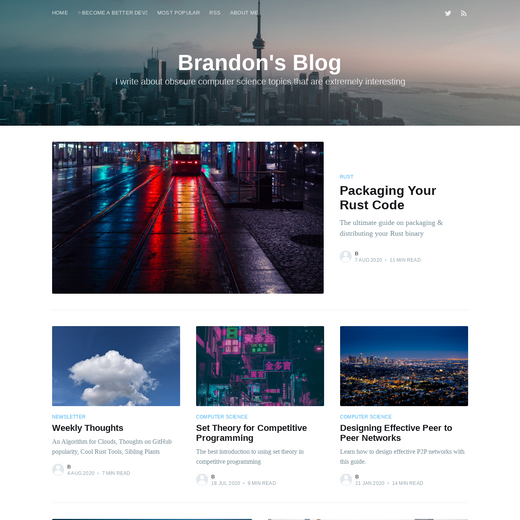 HOME BECOME A BETTER DEV! MOST POPULAR RSS ABOUT ME
Brandon's Blog
I write about obscure computer science topics that are extremely interesting
RUST
Packaging Your
Rust Code
The ultimate guide on packaging &
distributing your Rust binary
B
7 AUG 2020 • 11 MIN READ
NEWSLETTER
Weekly Thoughts
An Algorithm for Clouds, Thoughts on GitHub
popularity, Cool Rust Tools, Sibling Plants
B
4 AUG 2020 • 7 MIN READ
COMPUTER SCIENCE
Set Theory for Competitive
Programming
The best introduction to using set theory in
competitive programming
B
18 JUL 2020 • 9 MIN READ
COMPUTER SCIENCE
Designing Effective Peer to
Peer Networks
Learn how to design effective P2P networks with
this guide.
B
31 JAN 2020 • 14 MIN READ